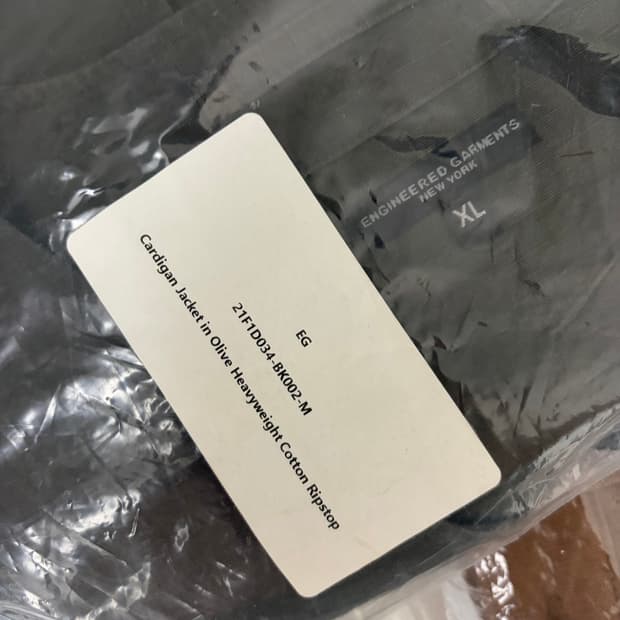 ENGINEERED GARMENTS
NEW YORK
XL
EG
21F1D034-BK002-M
Cardigan Jacket in Olive Heavyweight Cotton Ripstop